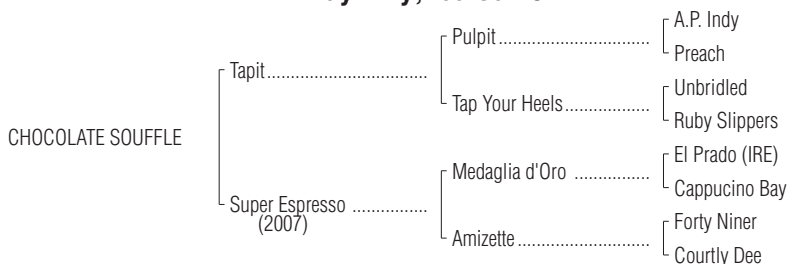 A.P. Indy
Pulpit
Preach
Tapit
Unbridled
Tap Your Heels
Ruby Slippers
CHOCOLATE SOUFFLE
El Prado (IRE)
Medaglia d'Oro
Cappucino Bay
Super Espresso
(2007)
Forty Niner
Amizette
Courtly Dee